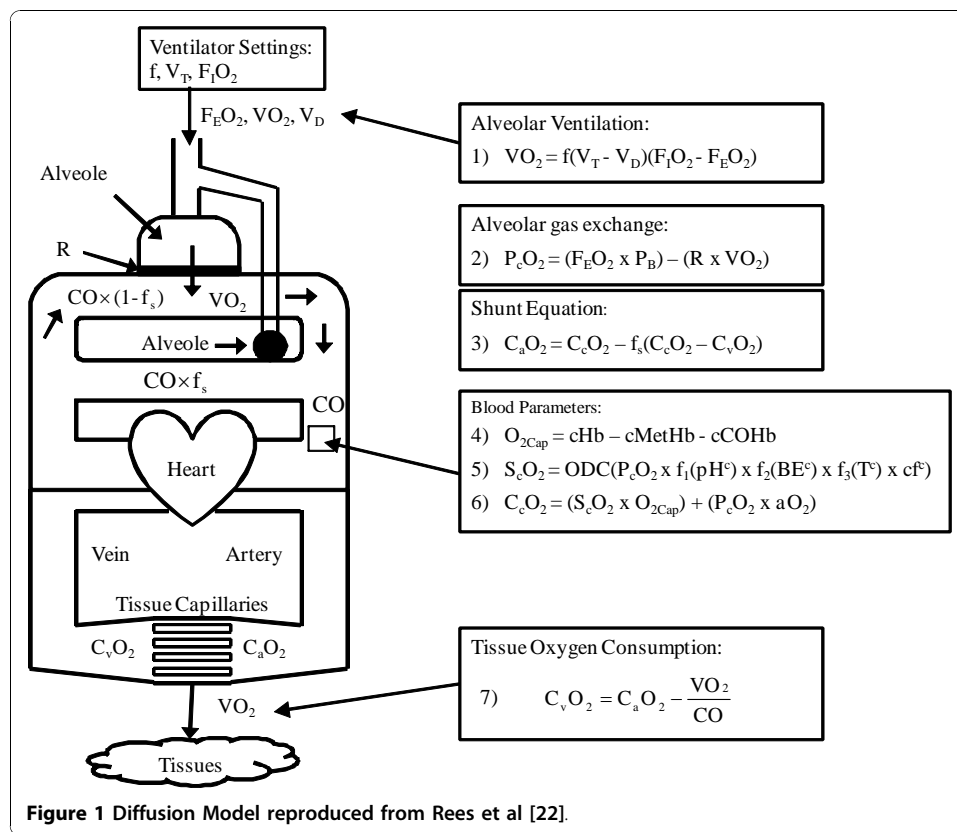 Ventilator Settings:
f, V_T, F_IO_2
F_EO_2, VO_2, V_D
Alveolar Ventilation:
1) VO_2 = f(V_T - V_D)(F_IO_2 - F_EO_2)
Alveole
R
Alveolar gas exchange:
2) P_cO_2 = (F_EO_2 x P_B) – (R x VO_2)
CO×(1-f_s)
VO_2
Shunt Equation:
3) C_aO_2 = C_cO_2 – f_s(C_cO_2 – C_vO_2)
Alveole
CO×f_s
CO
Blood Parameters:
4) O_2Cap = cHb – cMetHb - cCOHb
5) S_cO_2 = ODC(P_cO_2 x f_1(pH^c) x f_2(BE^c) x f_3(T^c) x cf^c)
6) C_cO_2 = (S_cO_2 x O_2Cap) + (P_cO_2 x aO_2)
Heart
Vein
Artery
Tissue Capillaries
C_vO_2
C_aO_2
Tissue Oxygen Consumption:
7) C_vO_2 = C_aO_2 − VO_2 / CO
VO_2
Tissues
Figure 1 Diffusion Model reproduced from Rees et al [22].